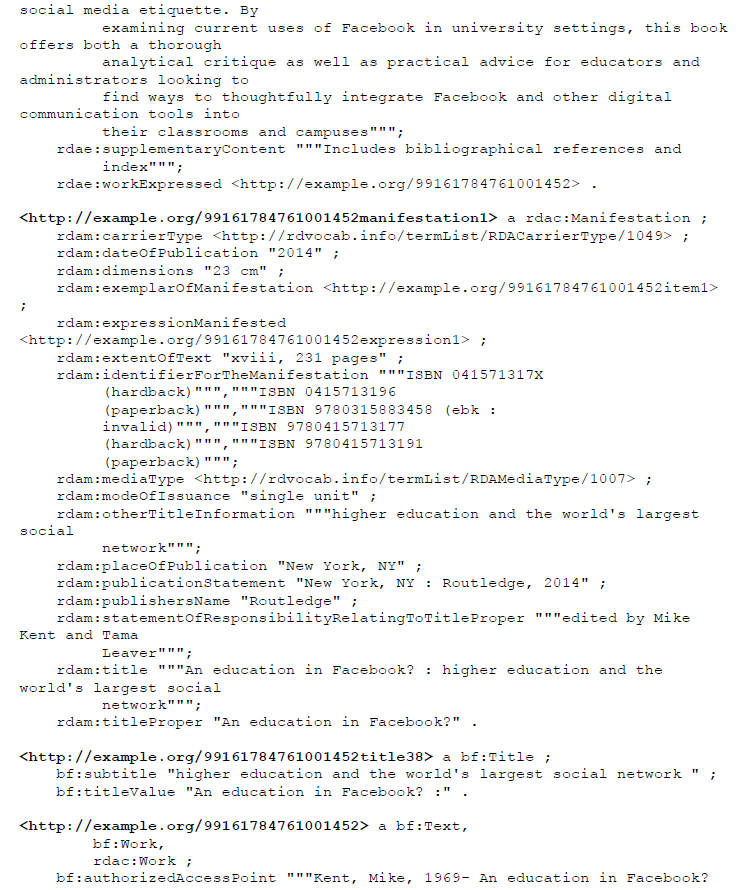 social media etiquette. By
examining current uses of Facebook in university settings, this book
offers both a thorough
analytical critique as well as practical advice for educators and
administrators looking to
find ways to thoughtfully integrate Facebook and other digital
communication tools into
their classrooms and campuses""";
rdae:supplementaryContent """Includes bibliographical references and
index""";
rdae:workExpressed <http://example.org/99161784761001452> .

<http://example.org/99161784761001452manifestation1> a rdac:Manifestation ;
rdam:carrierType <http://rdvocab.info/termList/RDACarrierType/1049> ;
rdam:dateOfPublication "2014" ;
rdam:dimensions "23 cm" ;
rdam:exemplarOfManifestation <http://example.org/99161784761001452item1>
;
rdam:expressionManifested
<http://example.org/99161784761001452expression1> ;
rdam:extentOfText "xviii, 231 pages" ;
rdam:identifierForTheManifestation """ISBN 041571317X
(hardback)""","""ISBN 0415713196
(paperback)""","""ISBN 9780315883458 (ebk :
invalid)""","""ISBN 9780415713177
(hardback)""","""ISBN 9780415713191
(paperback)""";
rdam:mediaType <http://rdvocab.info/termList/RDAMediaType/1007> ;
rdam:modeOfIssuance "single unit" ;
rdam:otherTitleInformation """higher education and the world's largest
social
network""";
rdam:placeOfPublication "New York, NY" ;
rdam:publicationStatement "New York, NY : Routledge, 2014" ;
rdam:publishersName "Routledge" ;
rdam:statementOfResponsibilityRelatingToTitleProper """edited by Mike
Kent and Tama
Leaver""";
rdam:title """An education in Facebook? : higher education and the
world's largest social
network""";
rdam:titleProper "An education in Facebook?" .

<http://example.org/99161784761001452title38> a bf:Title ;
bf:subtitle "higher education and the world's largest social network " ;
bf:titleValue "An education in Facebook? :" .

<http://example.org/99161784761001452> a bf:Text,
bf:Work,
rdac:Work ;
bf:authorizedAccessPoint """Kent, Mike, 1969- An education in Facebook?